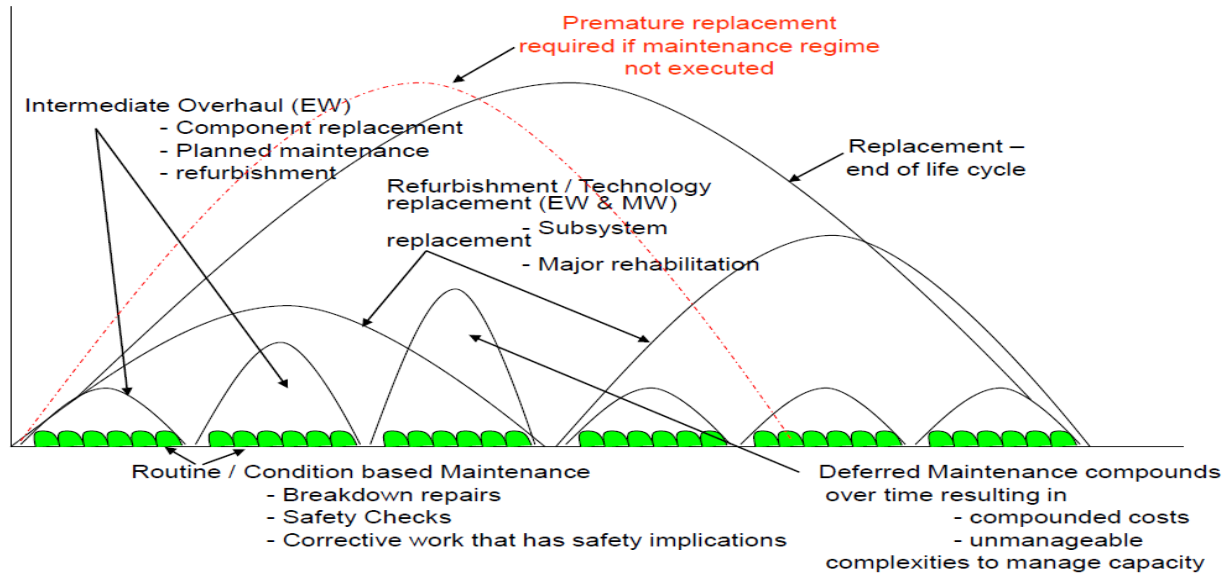 Premature replacement
required if maintenance regime
not executed
Intermediate Overhaul (EW)
- Component replacement
- Planned maintenance
- refurbishment
Replacement –
end of life cycle
Refurbishment / Technology
replacement (EW & MW)
- Subsystem
replacement
- Major rehabilitation
Routine / Condition based Maintenance
- Breakdown repairs
- Safety Checks
- Corrective work that has safety implications
Deferred Maintenance compounds
over time resulting in
- compounded costs
- unmanageable
complexities to manage capacity